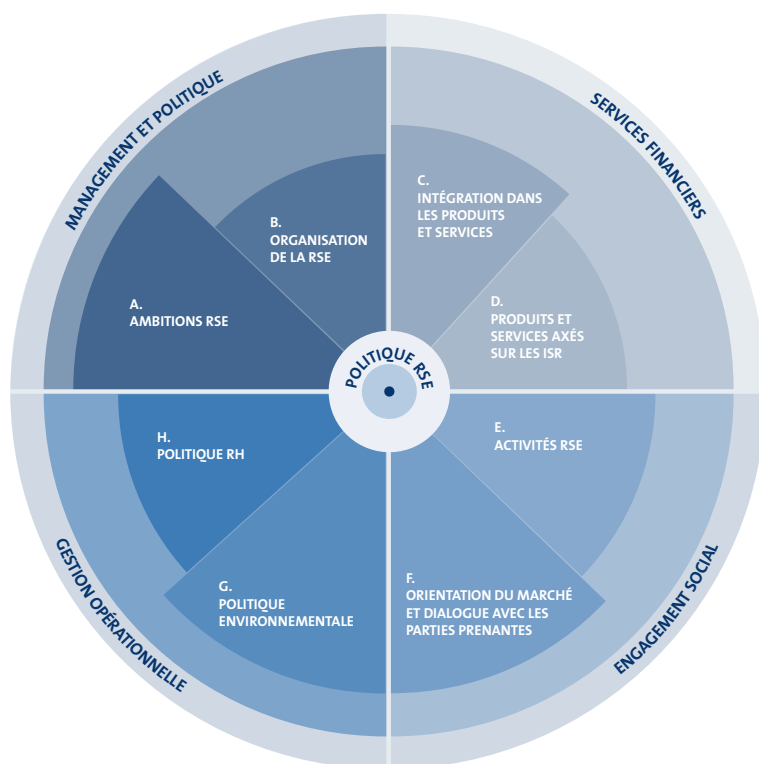 MANAGEMENT ET POLITIQUE
SERVICES FINANCIERS
A.
AMBITIONS RSE
B.
ORGANISATION
DE LA RSE
C.
INTÉGRATION DANS
LES PRODUITS
ET SERVICES
D.
PRODUITS ET
SERVICES AXÉS
SUR LES ISR
POLITIQUE RSE
E.
ACTIVITÉS RSE
F.
ORIENTATION DU MARCHÉ
ET DIALOGUE AVEC LES
PARTIES PRENANTES
G.
POLITIQUE
ENVIRONNEMENTALE
H.
POLITIQUE RH
GESTION OPÉRATIONNELLE
ENGAGEMENT SOCIAL